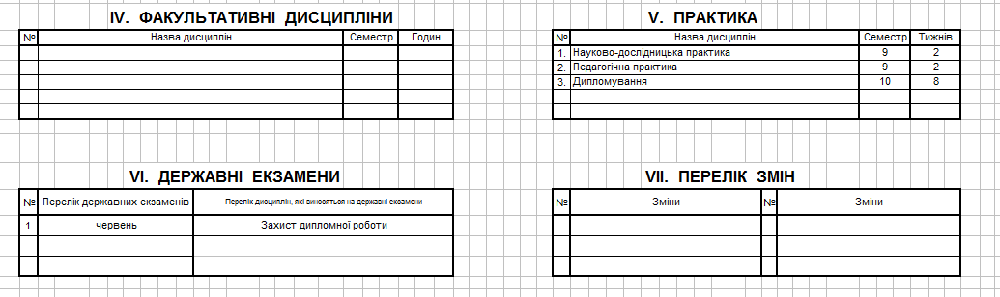 IV. ФАКУЛЬТАТИВНІ ДИСЦИПЛІНИ
№ Назва дисциплін Семестр Годин
V. ПРАКТИКА
№ Назва дисциплін Семестр Тижнів
1. Науково-дослідницька практика 9 2
2. Педагогічна практика 9 2
3. Дипломування 10 8
VI. ДЕРЖАВНІ ЕКЗАМЕНИ
№ Перелік державних екзаменів Перелік дисциплін, які виносяться на державні екзамени
1. червень Захист дипломної роботи
VII. ПЕРЕЛІК ЗМІН
№ Зміни № Зміни